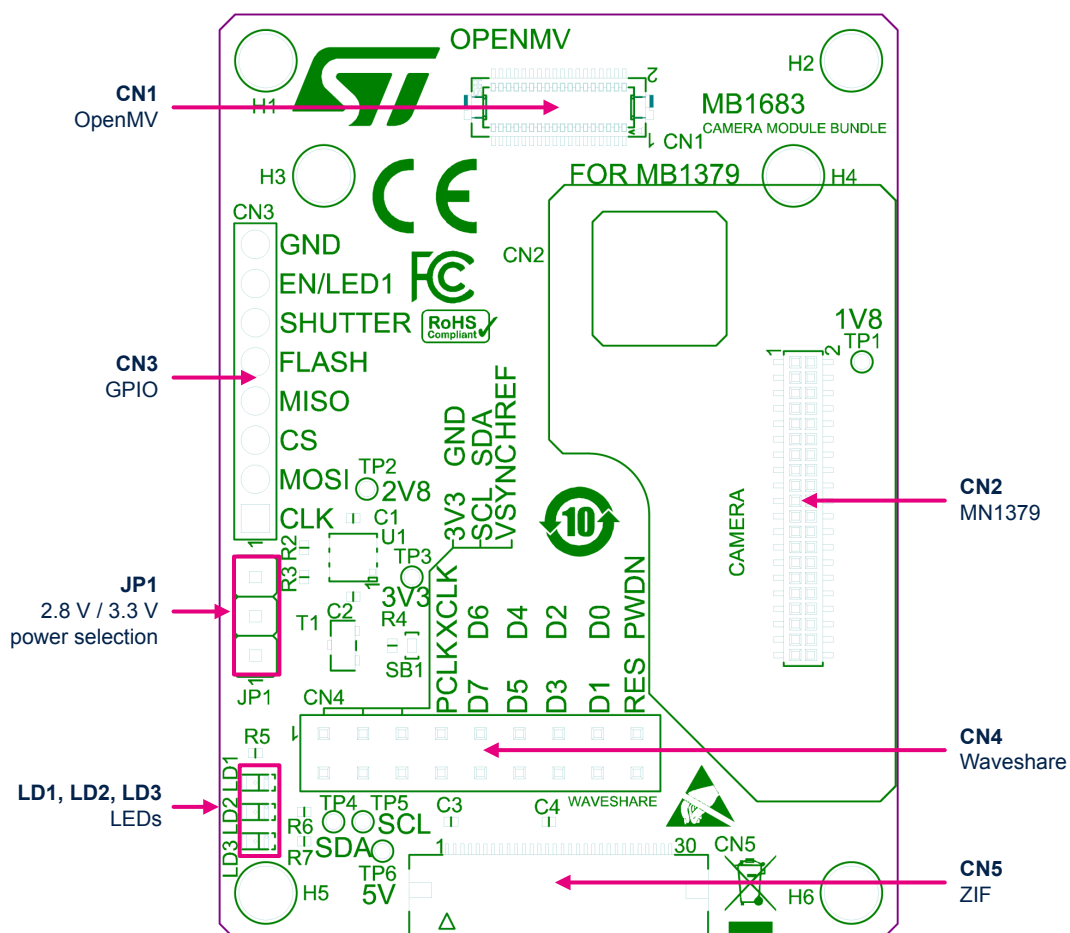 OPENMV
H1
H2
2
1
CN1
MB1683
CAMERA MODULE BUNDLE
CN1
OpenMV
FOR MB1379
H3
H4
CN3
CN2
GND
EN/LED1
SHUTTER
FLASH
MISO
CS
MOSI
CLK
1
FC
RoHS
Compliant
CN3
GPIO
1V8
TP1
1
2
CAMERA
CN2
MN1379
3V3
GND
SCL
SDA
VSYNC
HREF
10
TP2
2V8
C1
U1
R2
R3
1
TP3
3V3
C2
T1
R4
SB1
JP1
2.8 V / 3.3 V
power selection
1
JP1
PCLK
XCLK
D7
D6
D5
D4
D3
D2
D1
D0
RES
PWDN
CN4
1
WAVESHARE
CN4
Waveshare
R5
LD1
LD2
LD3
R6
R7
LD1, LD2, LD3
LEDs
TP4
TP5
SCL
SDA
TP6
5V
C3
C4
1
30
CN5
H5
H6
CN5
ZIF